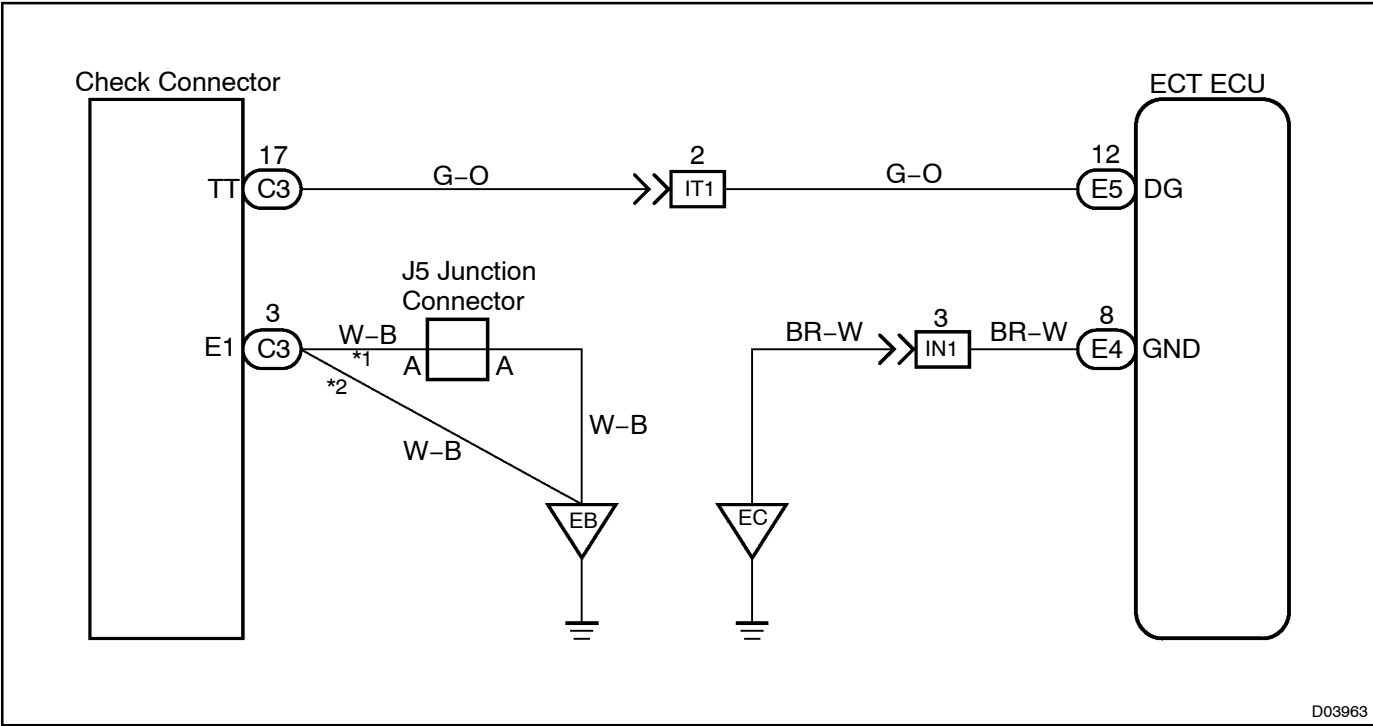 Check Connector
ECT ECU
17
2
12
TT
C3
G−O
IT1
G−O
E5
DG
J5 Junction
Connector
3
W−B
BR−W
3
BR−W
8
E1
C3
*1
A
A
IN1
E4
GND
*2
W−B
W−B
EB
EC
D03963